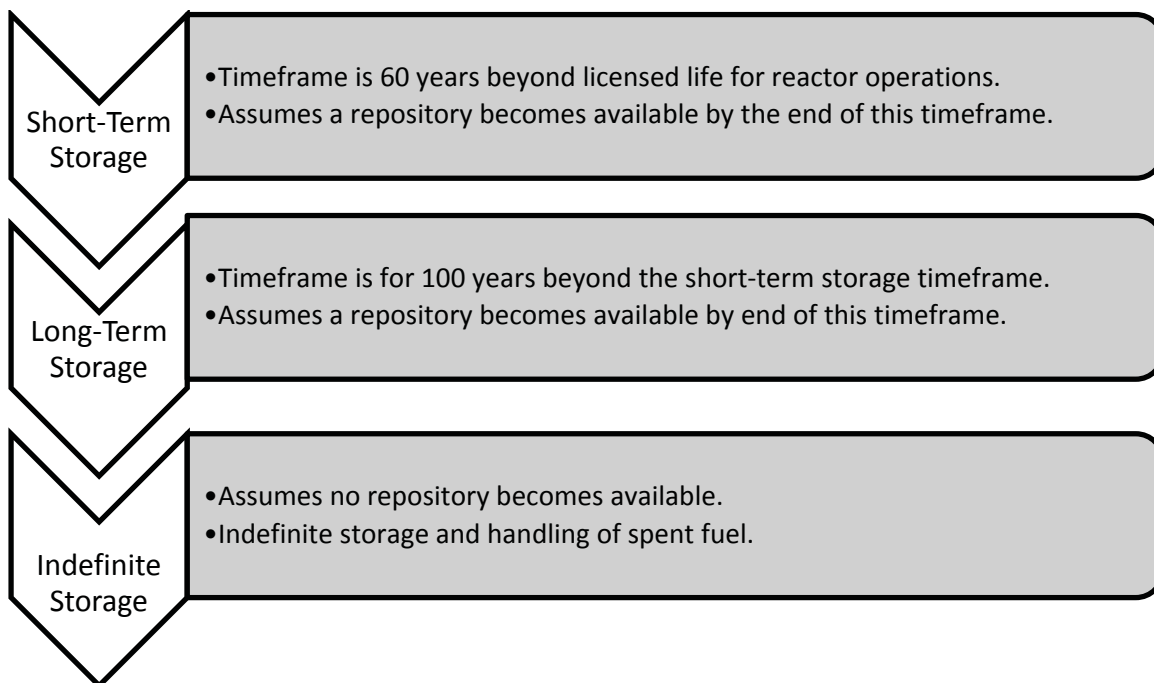 Short-Term
Storage
•Timeframe is 60 years beyond licensed life for reactor operations.
•Assumes a repository becomes available by the end of this timeframe.
Long-Term
Storage
•Timeframe is for 100 years beyond the short-term storage timeframe.
•Assumes a repository becomes available by end of this timeframe.
Indefinite
Storage
•Assumes no repository becomes available.
•Indefinite storage and handling of spent fuel.